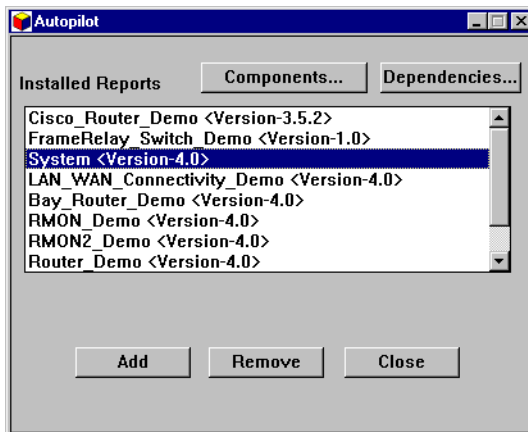 Autopilot
Installed Reports
Components...
Dependencies...
Cisco_Router_Demo <Version-3.5.2>
FrameRelay_Switch_Demo <Version-1.0>
System <Version-4.0>
LAN_WAN_Connectivity_Demo <Version-4.0>
Bay_Router_Demo <Version-4.0>
RMON_Demo <Version-4.0>
RMON2_Demo <Version-4.0>
Router_Demo <Version-4.0>
Add
Remove
Close